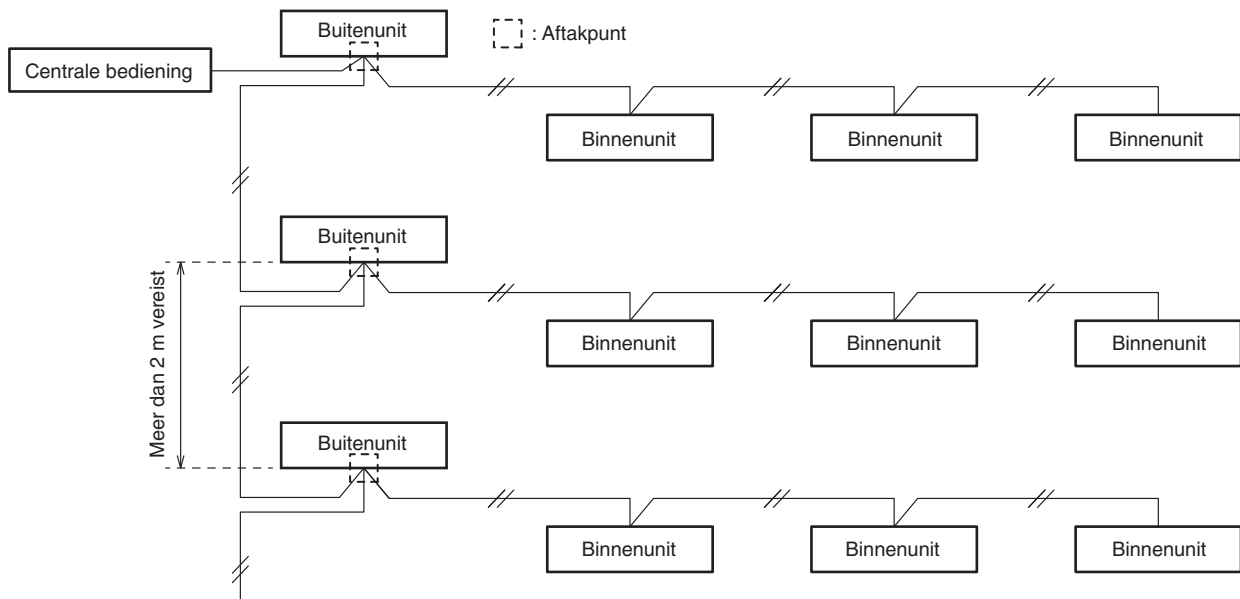 Buitenunit
: Aftakpunt
Centrale bediening
Binnenunit
Binnenunit
Binnenunit
Buitenunit
Meer dan 2 m vereist
Binnenunit
Binnenunit
Binnenunit
Buitenunit
Binnenunit
Binnenunit
Binnenunit